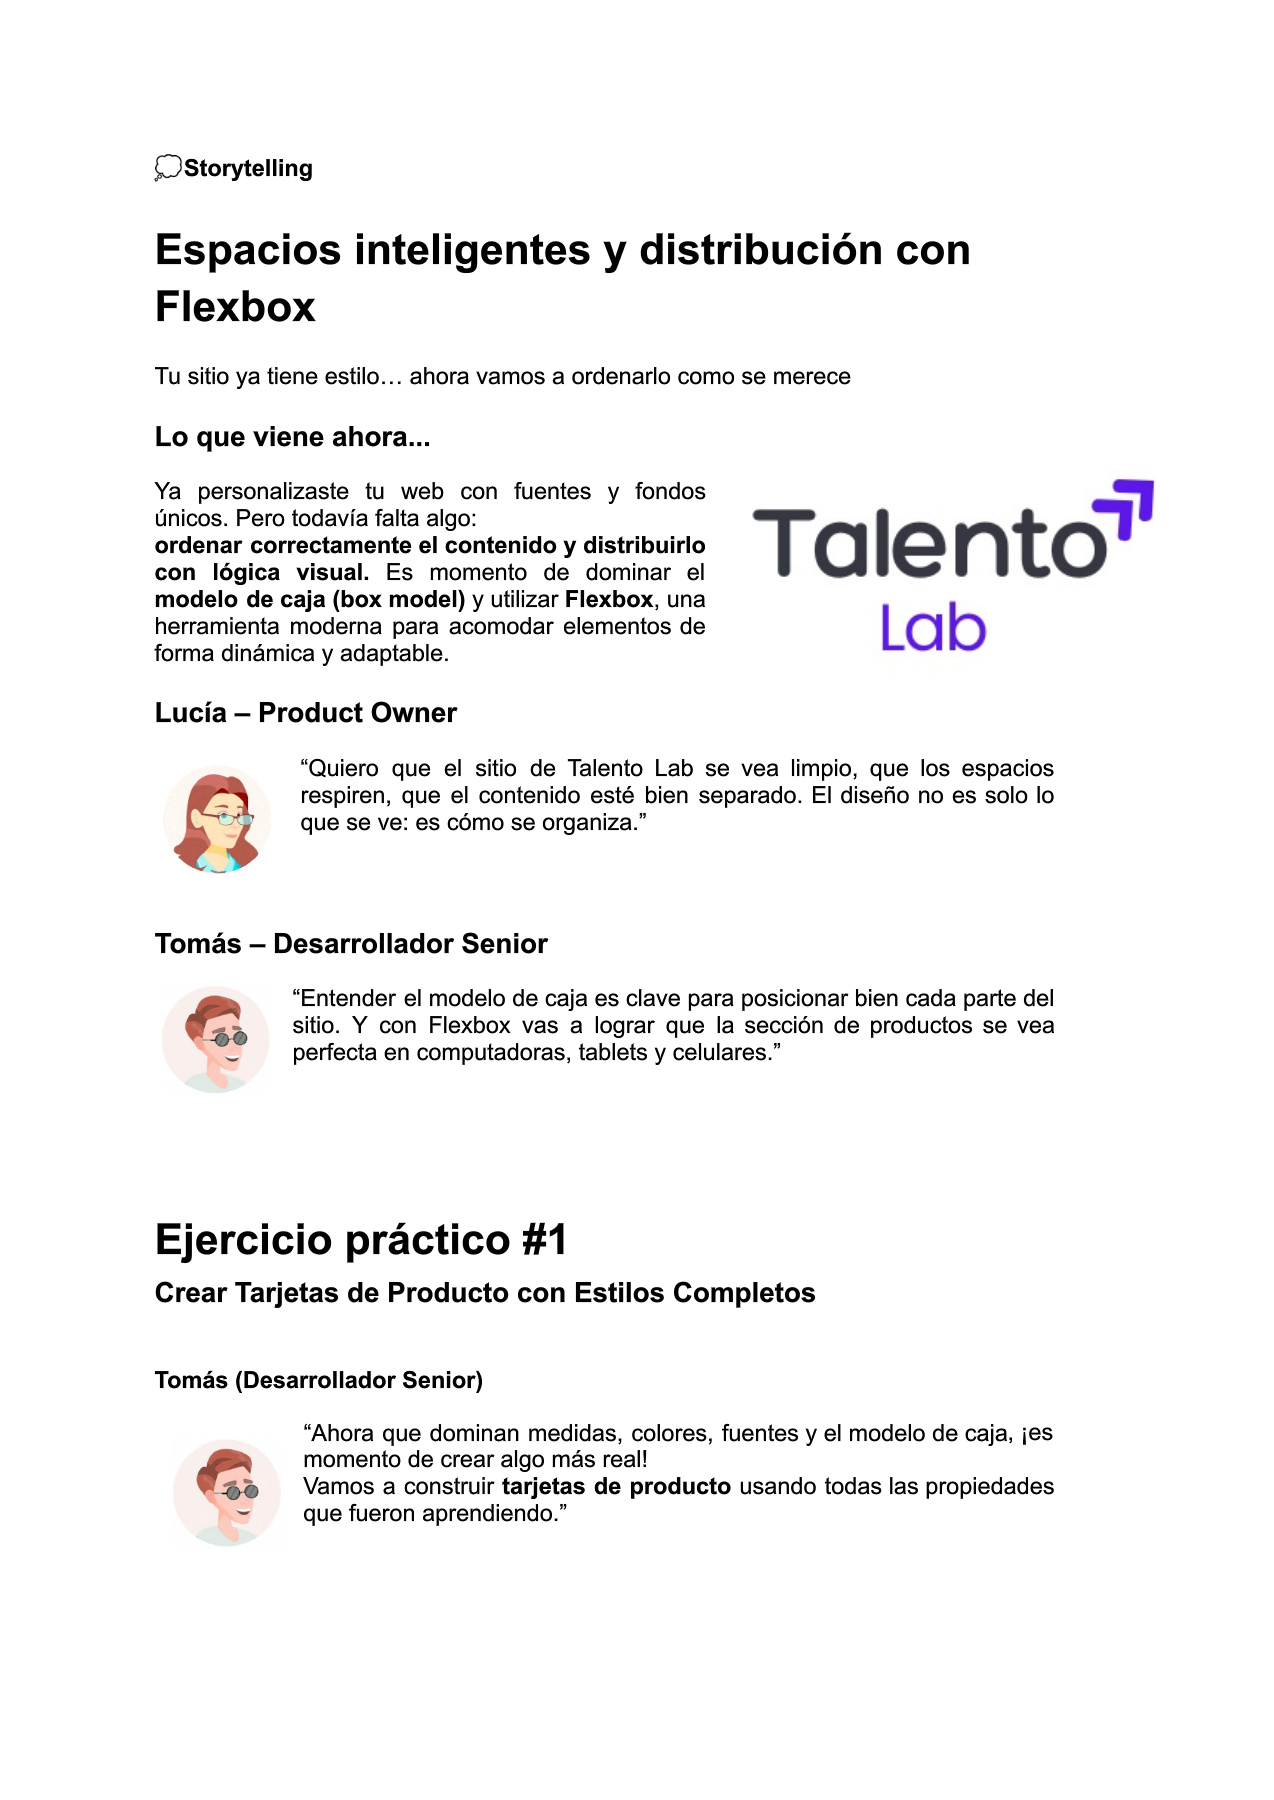 💭Storytelling
Espacios inteligentes y distribución con
Flexbox
Tu sitio ya tiene estilo… ahora vamos a ordenarlo como se merece
Lo que viene ahora...
Ya personalizaste tu web con fuentes y fondos
únicos. Pero todavía falta algo:
ordenar correctamente el contenido y distribuirlo
con lógica visual. Es momento de dominar el
modelo de caja (box model) y utilizar Flexbox, una
herramienta moderna para acomodar elementos de
forma dinámica y adaptable.
Talento
Lab
Lucía – Product Owner
“Quiero que el sitio de Talento Lab se vea limpio, que los espacios
respiren, que el contenido esté bien separado. El diseño no es solo lo
que se ve: es cómo se organiza.”
Tomás – Desarrollador Senior
“Entender el modelo de caja es clave para posicionar bien cada parte del
sitio. Y con Flexbox vas a lograr que la sección de productos se vea
perfecta en computadoras, tablets y celulares.”
Ejercicio práctico #1
Crear Tarjetas de Producto con Estilos Completos
Tomás (Desarrollador Senior)
“Ahora que dominan medidas, colores, fuentes y el modelo de caja, ¡es
momento de crear algo más real!
Vamos a construir tarjetas de producto usando todas las propiedades
que fueron aprendiendo.”